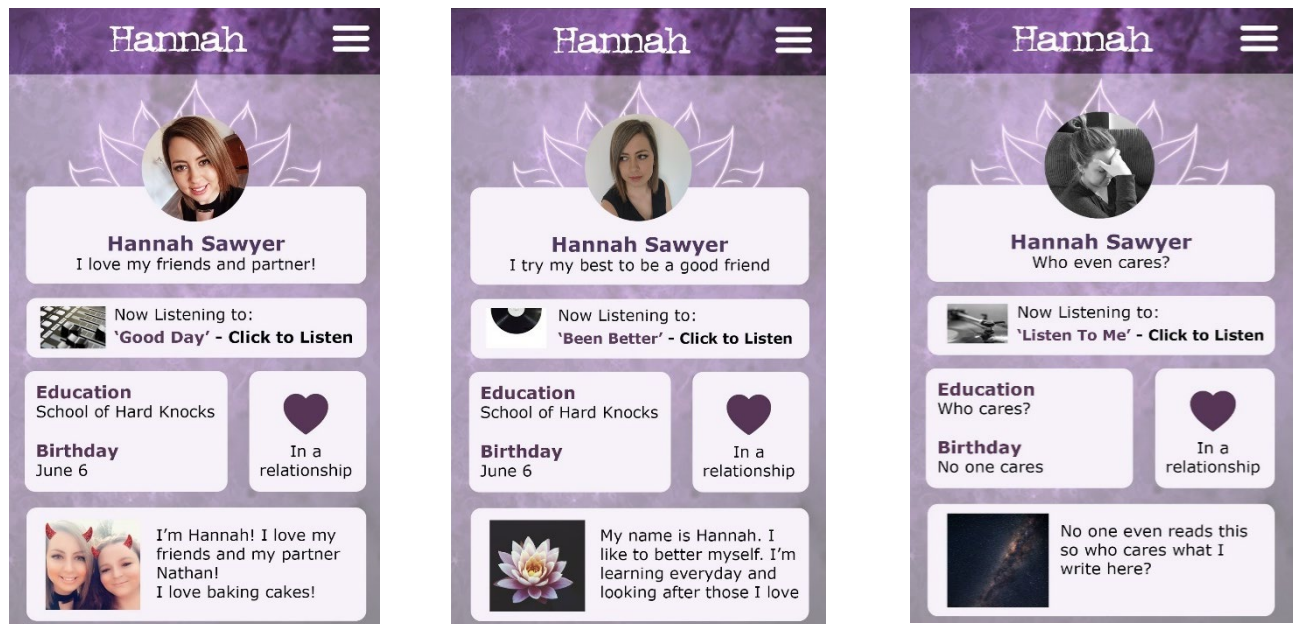 Hannah
Hannah Sawyer
I love my friends and partner!
Now Listening to:
‘Good Day’ - Click to Listen
Education
School of Hard Knocks
Birthday
June 6
In a
relationship
I’m Hannah! I love my
friends and my partner
Nathan!
I love baking cakes!
Hannah
Hannah Sawyer
I try my best to be a good friend
Now Listening to:
‘Been Better’ - Click to Listen
Education
School of Hard Knocks
Birthday
June 6
In a
relationship
My name is Hannah. I
like to better myself. I’m
learning everyday and
looking after those I love
Hannah
Hannah Sawyer
Who even cares?
Now Listening to:
‘Listen To Me’ - Click to Listen
Education
Who cares?
Birthday
No one cares
In a
relationship
No one even reads this
so who cares what I
write here?